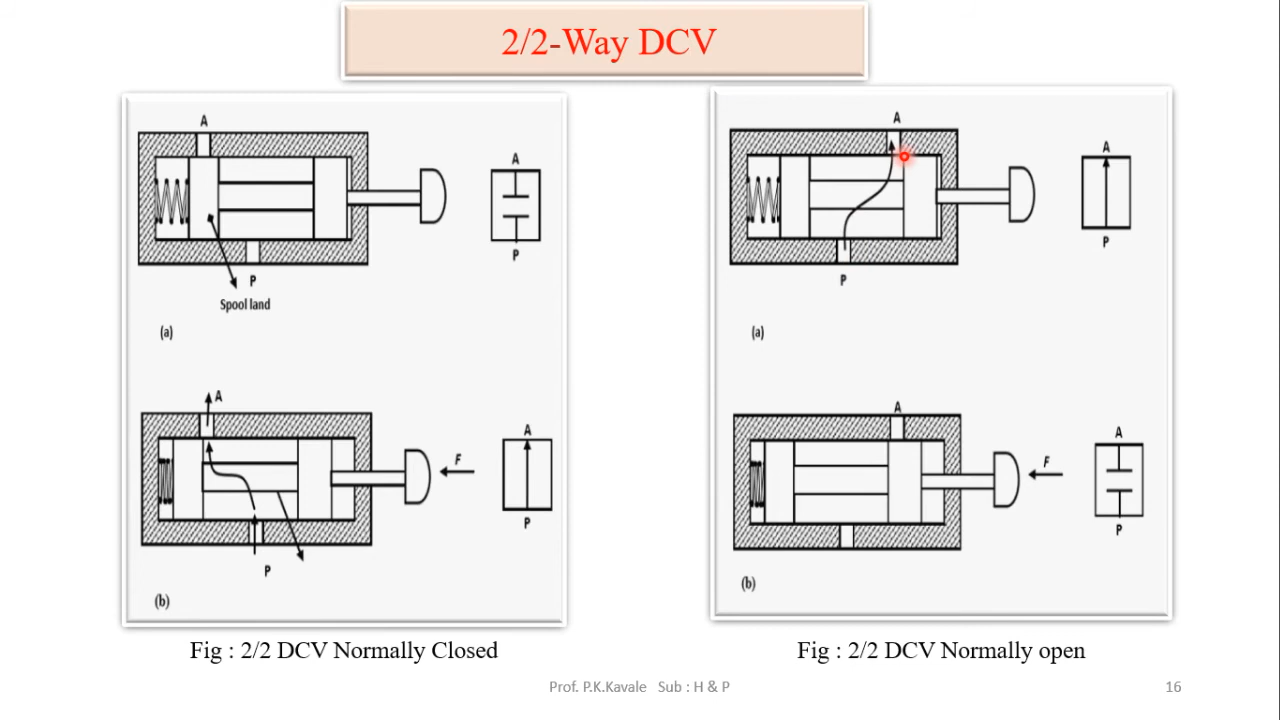 2/2-Way DCV
A
A
P
P
Spool land
(a)
A
A
F
P
P
(b)
Fig : 2/2 DCV Normally Closed
A
A
P
P
(a)
A
A
F
P
(b)
Fig : 2/2 DCV Normally open
Prof. P.K.Kavale Sub : H & P
16